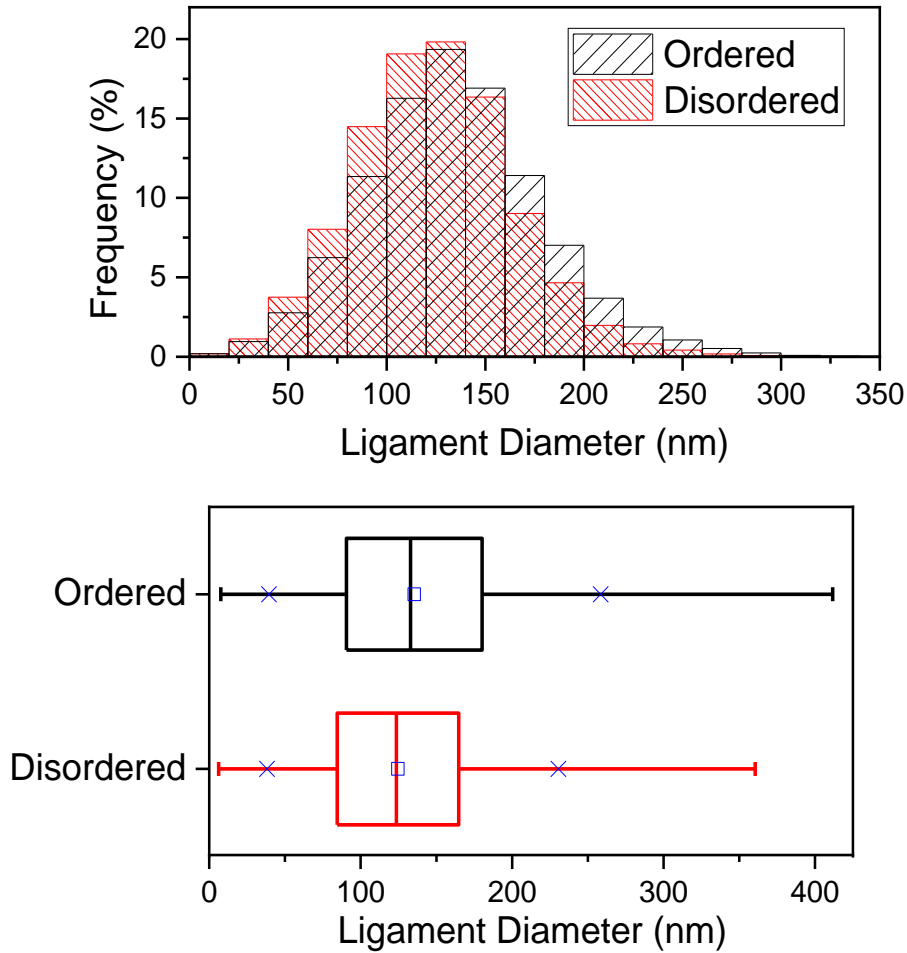 20
15
10
5
0
Frequency (%)
Ordered
Disordered
0 50 100 150 200 250 300 350
Ligament Diameter (nm)
Ordered
Disordered
0 100 200 300 400
Ligament Diameter (nm)